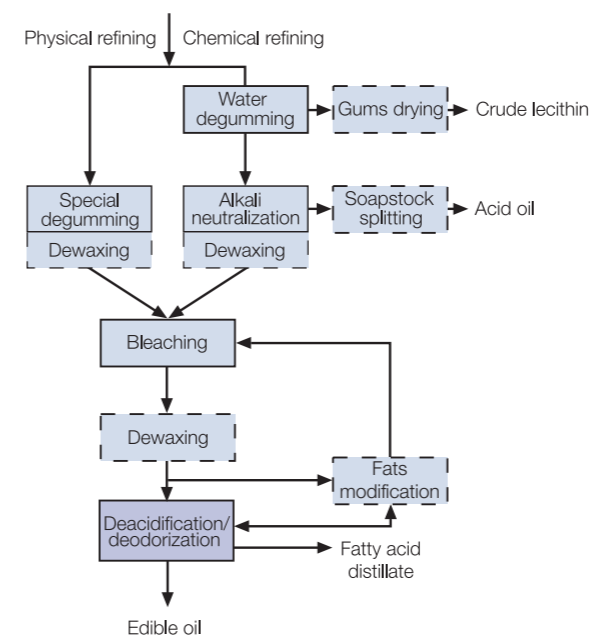 Physical refining
Chemical refining
Water
degumming
Gums drying
Crude lecithin
Special
degumming
Dewaxing
Alkali
neutralization
Dewaxing
Soapstock
splitting
Acid oil
Bleaching
Dewaxing
Fats
modification
Deacidification/
deodorization
Fatty acid
distillate
Edible oil